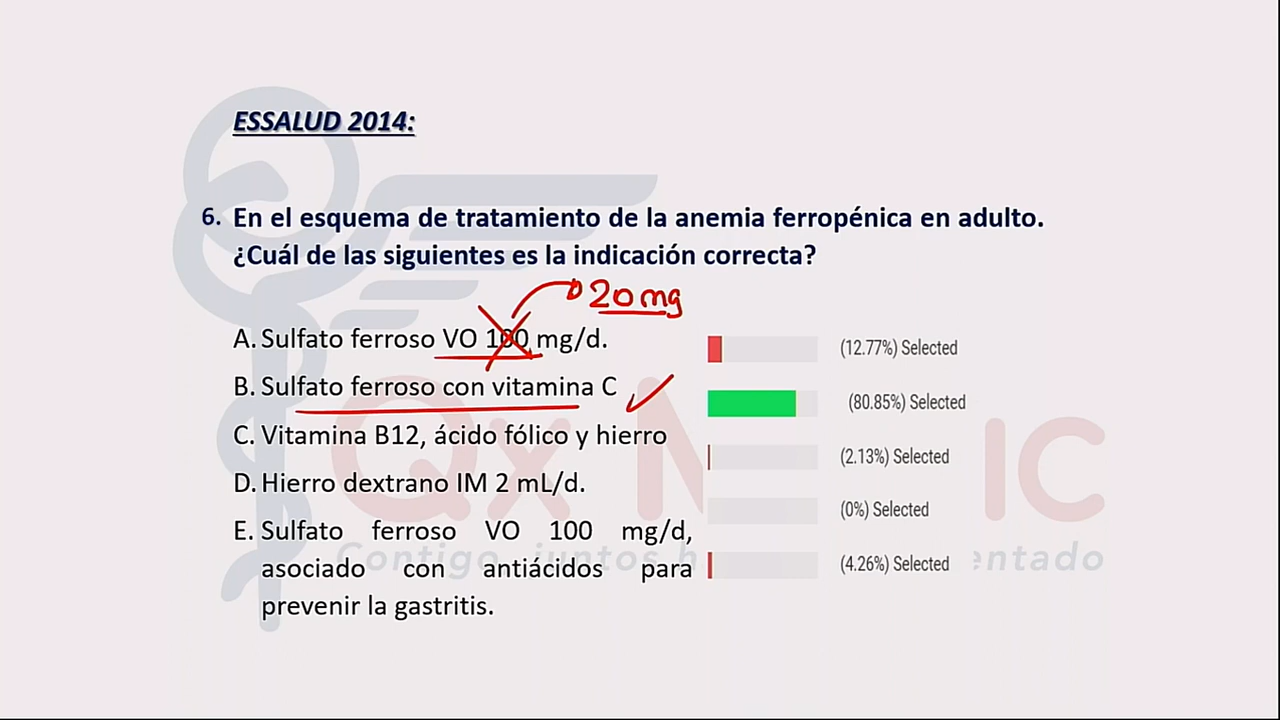 ESSALUD 2014:
6. En el esquema de tratamiento de la anemia ferropénica en adulto.
¿Cuál de las siguientes es la indicación correcta?
20mg
A. Sulfato ferroso VO 100 mg/d.
(12.77%) Selected
B. Sulfato ferroso con vitamina C
(80.85%) Selected
C. Vitamina B12, ácido fólico y hierro
(2.13%) Selected
D. Hierro dextrano IM 2 mL/d.
(0%) Selected
E. Sulfato ferroso VO 100 mg/d,
asociado con antiácidos para
prevenir la gastritis.
(4.26%) Selected
Contigo, juntos